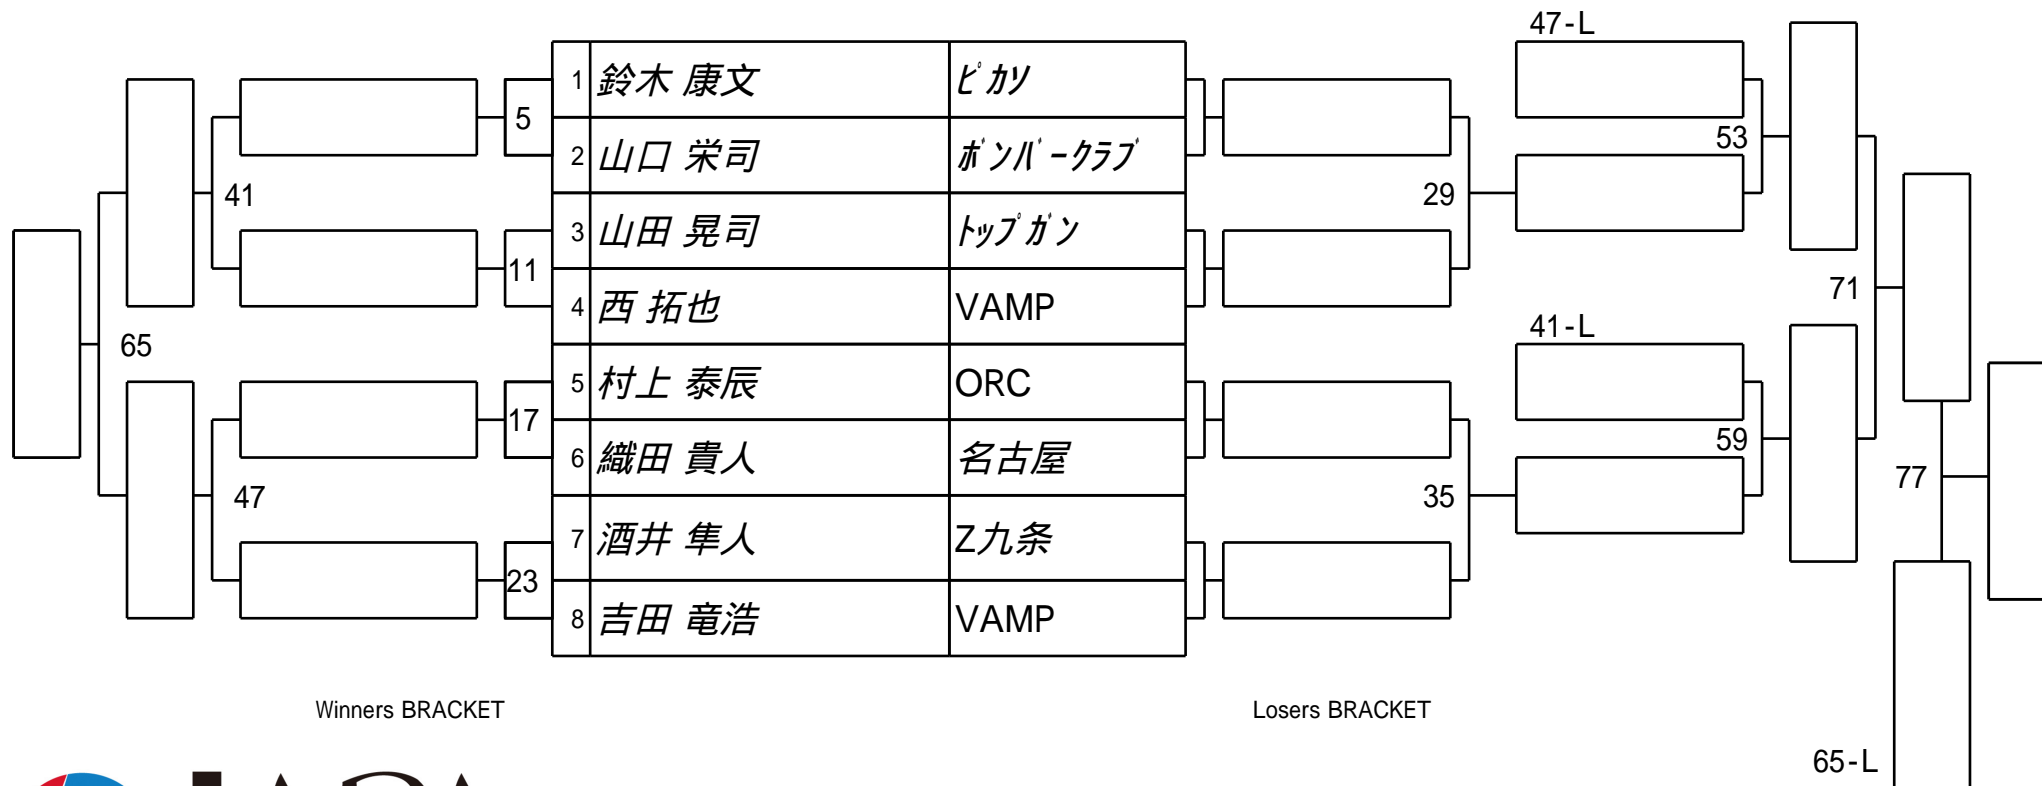 47-L
1 鈴木 康文 ピカソ
5
2 山口 栄司 ボンバークラブ
53
41
29
3 山田 晃司 トップガン
11
4 西 拓也 VAMP
71
65
41-L
5 村上 泰辰 ORC
17
6 織田 貴人 名古屋
59
47
35
77
7 酒井 隼人 Z九条
23
8 吉田 竜浩 VAMP
Winners BRACKET
Losers BRACKET
65-L